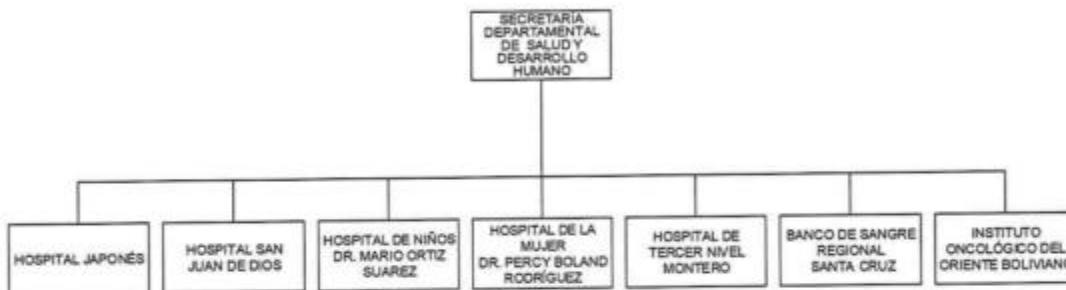 SECRETARÍA
DEPARTAMENTAL
DE SALUD Y
DESARROLLO
HUMANO
HOSPITAL JAPONÉS
HOSPITAL SAN
JUAN DE DIOS
HOSPITAL DE NIÑOS
DR. MARIO ORTIZ
SUAREZ
HOSPITAL DE LA
MUJER
DR. PERCY BOLAND
RODRÍGUEZ
HOSPITAL DE
TERCER NIVEL
MONTERO
BANCO DE SANGRE
REGIONAL
SANTA CRUZ
INSTITUTO
ONCOLÓGICO DEL
ORIENTE BOLIVIANO